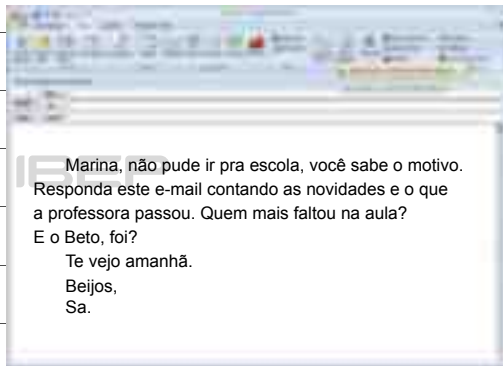 IBEP
Marina, não pude ir pra escola, você sabe o motivo.
Responda este e-mail contando as novidades e o que
a professora passou. Quem mais faltou na aula?
E o Beto, foi?
Te vejo amanhã.
Beijos,
Sa.